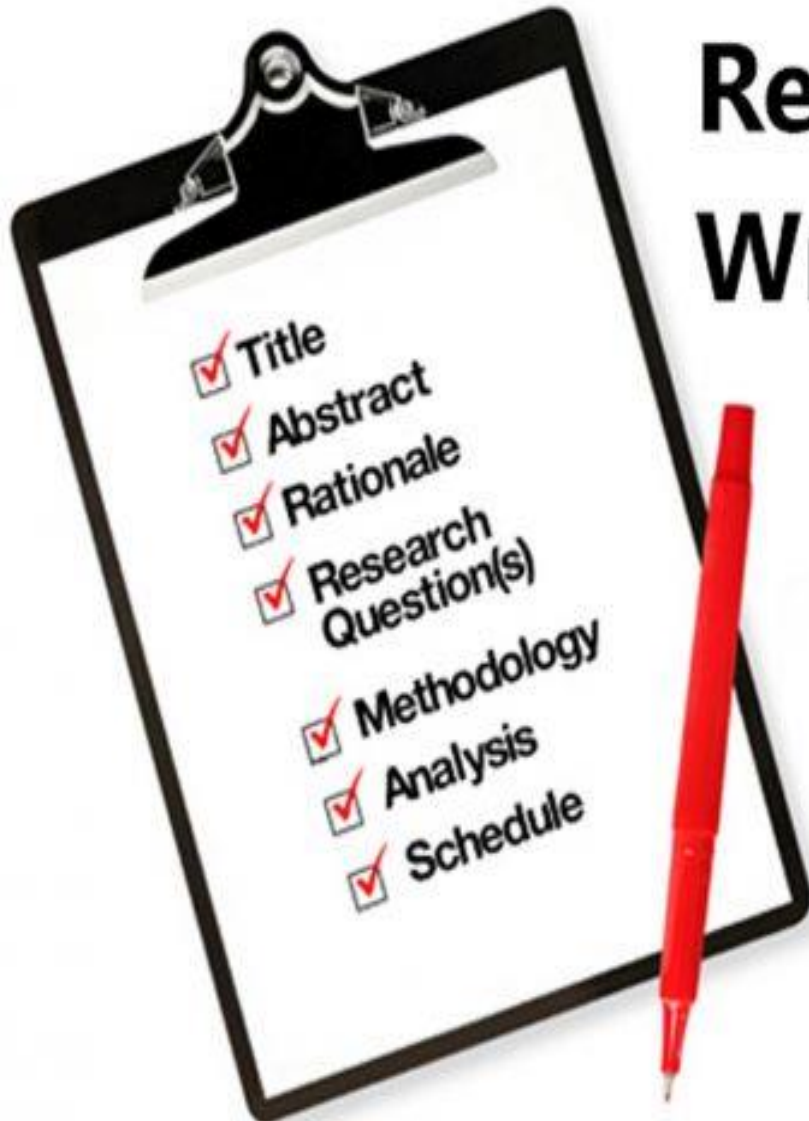 Re
Title
Abstract
Rationale
Research
Question(s)
Methodology
Analysis
Schedule